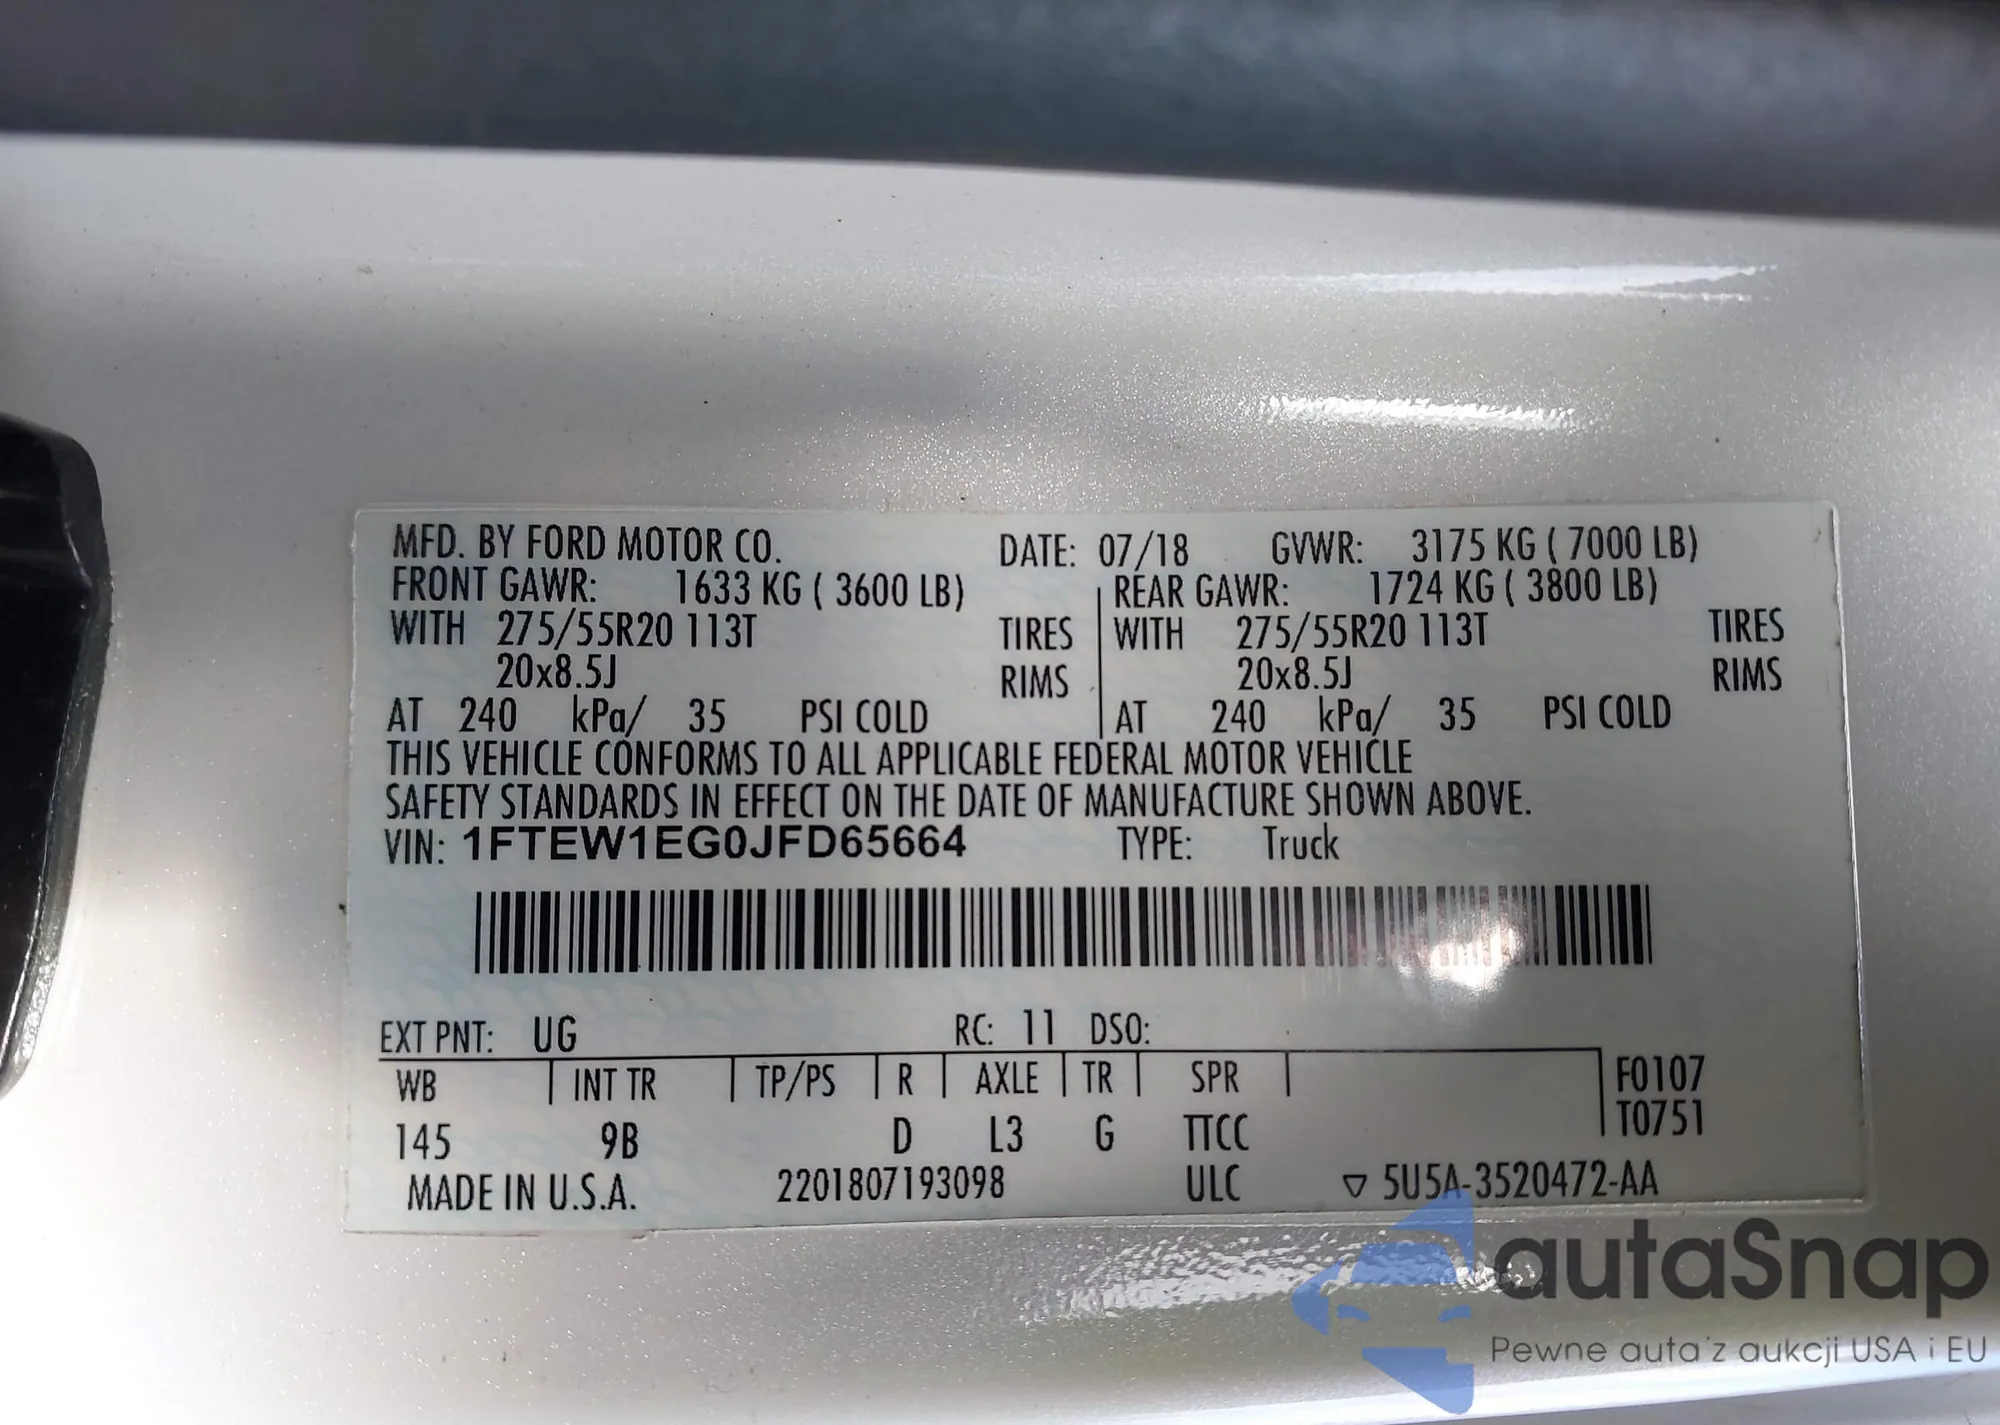 MFD. BY FORD MOTOR CO. DATE: 07/18 GVWR: 3175 KG ( 7000 LB)
FRONT GAWR: 1633 KG ( 3600 LB) REAR GAWR: 1724 KG ( 3800 LB)
WITH 275/55R20 113T TIRES WITH 275/55R20 113T TIRES
20x8.5J RIMS 20x8.5J RIMS
AT 240 kPa/ 35 PSI COLD AT 240 kPa/ 35 PSI COLD
THIS VEHICLE CONFORMS TO ALL APPLICABLE FEDERAL MOTOR VEHICLE
SAFETY STANDARDS IN EFFECT ON THE DATE OF MANUFACTURE SHOWN ABOVE.
VIN: 1FTEW1EG0JFD65664 TYPE: Truck
EXT PNT: UG RC: 11 DSO:
WB INT TR TP/PS R AXLE TR SPR F0107
T0751
145 9B D L3 G TTCC
MADE IN U.S.A. 2201807193098 ULC ▽ 5U5A-3520472-AA
autaSnap
Pewne auta z aukcji USA i EU